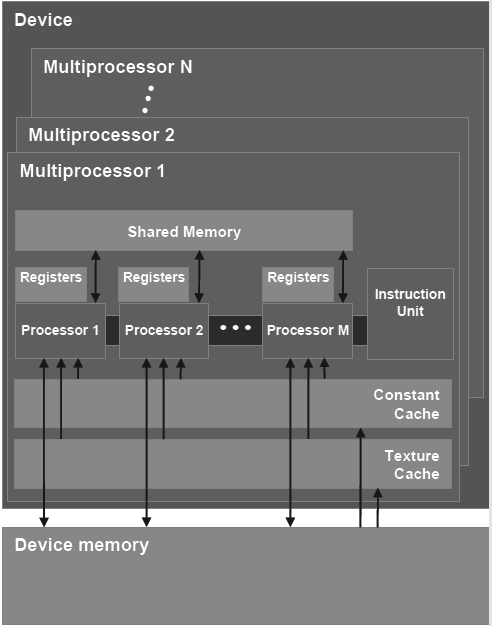 Device
Multiprocessor N
Multiprocessor 2
Multiprocessor 1
Shared Memory
Registers
Registers
Registers
Processor 1
Processor 2
Processor M
Instruction
Unit
Constant
Cache
Texture
Cache
Device memory